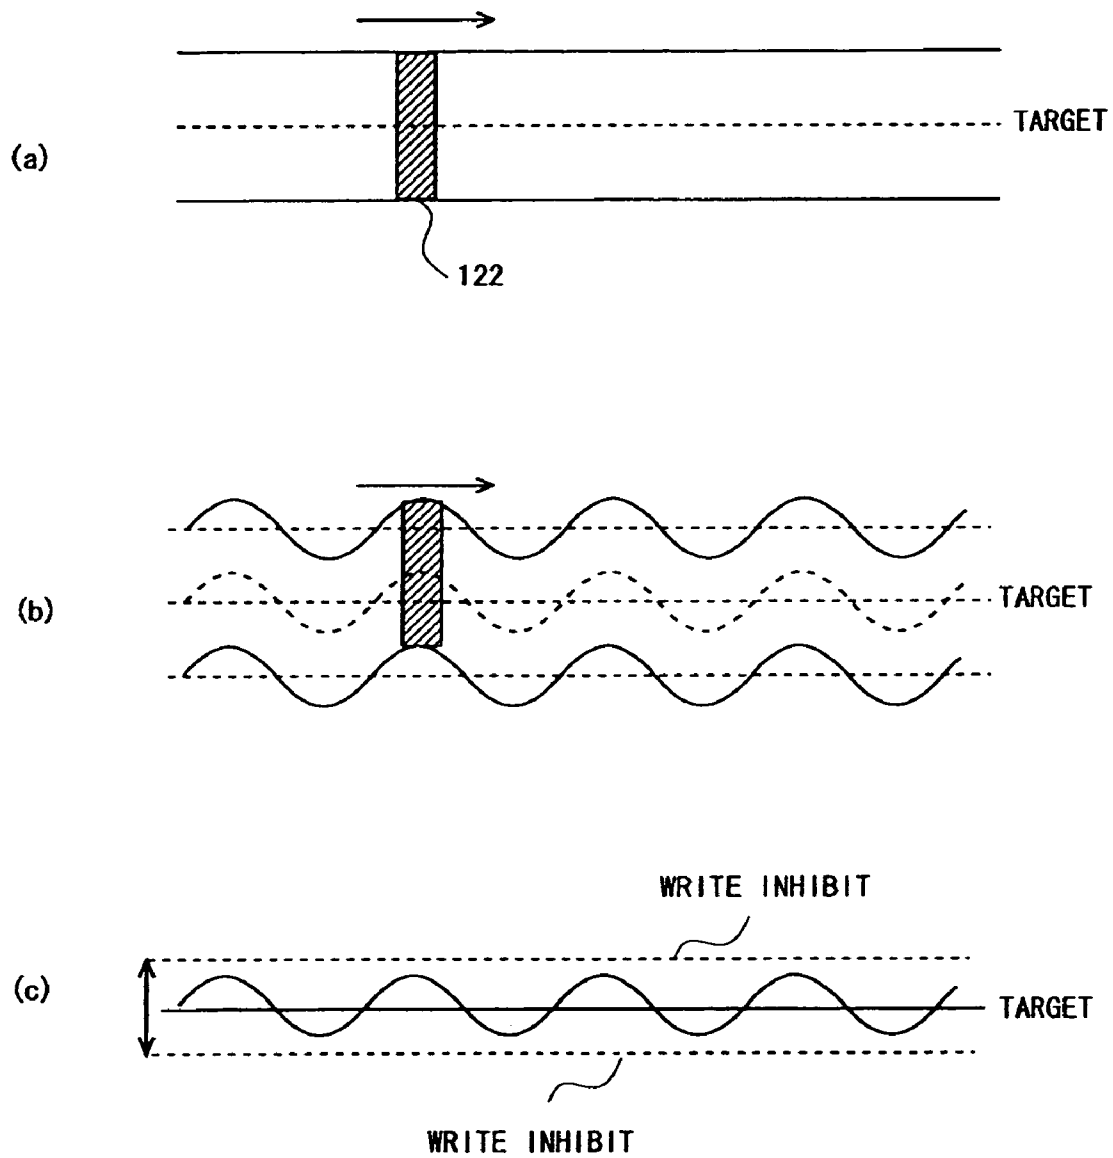 TARGET
(a)
122
(b)
TARGET
WRITE INHIBIT
(c)
TARGET
WRITE INHIBIT